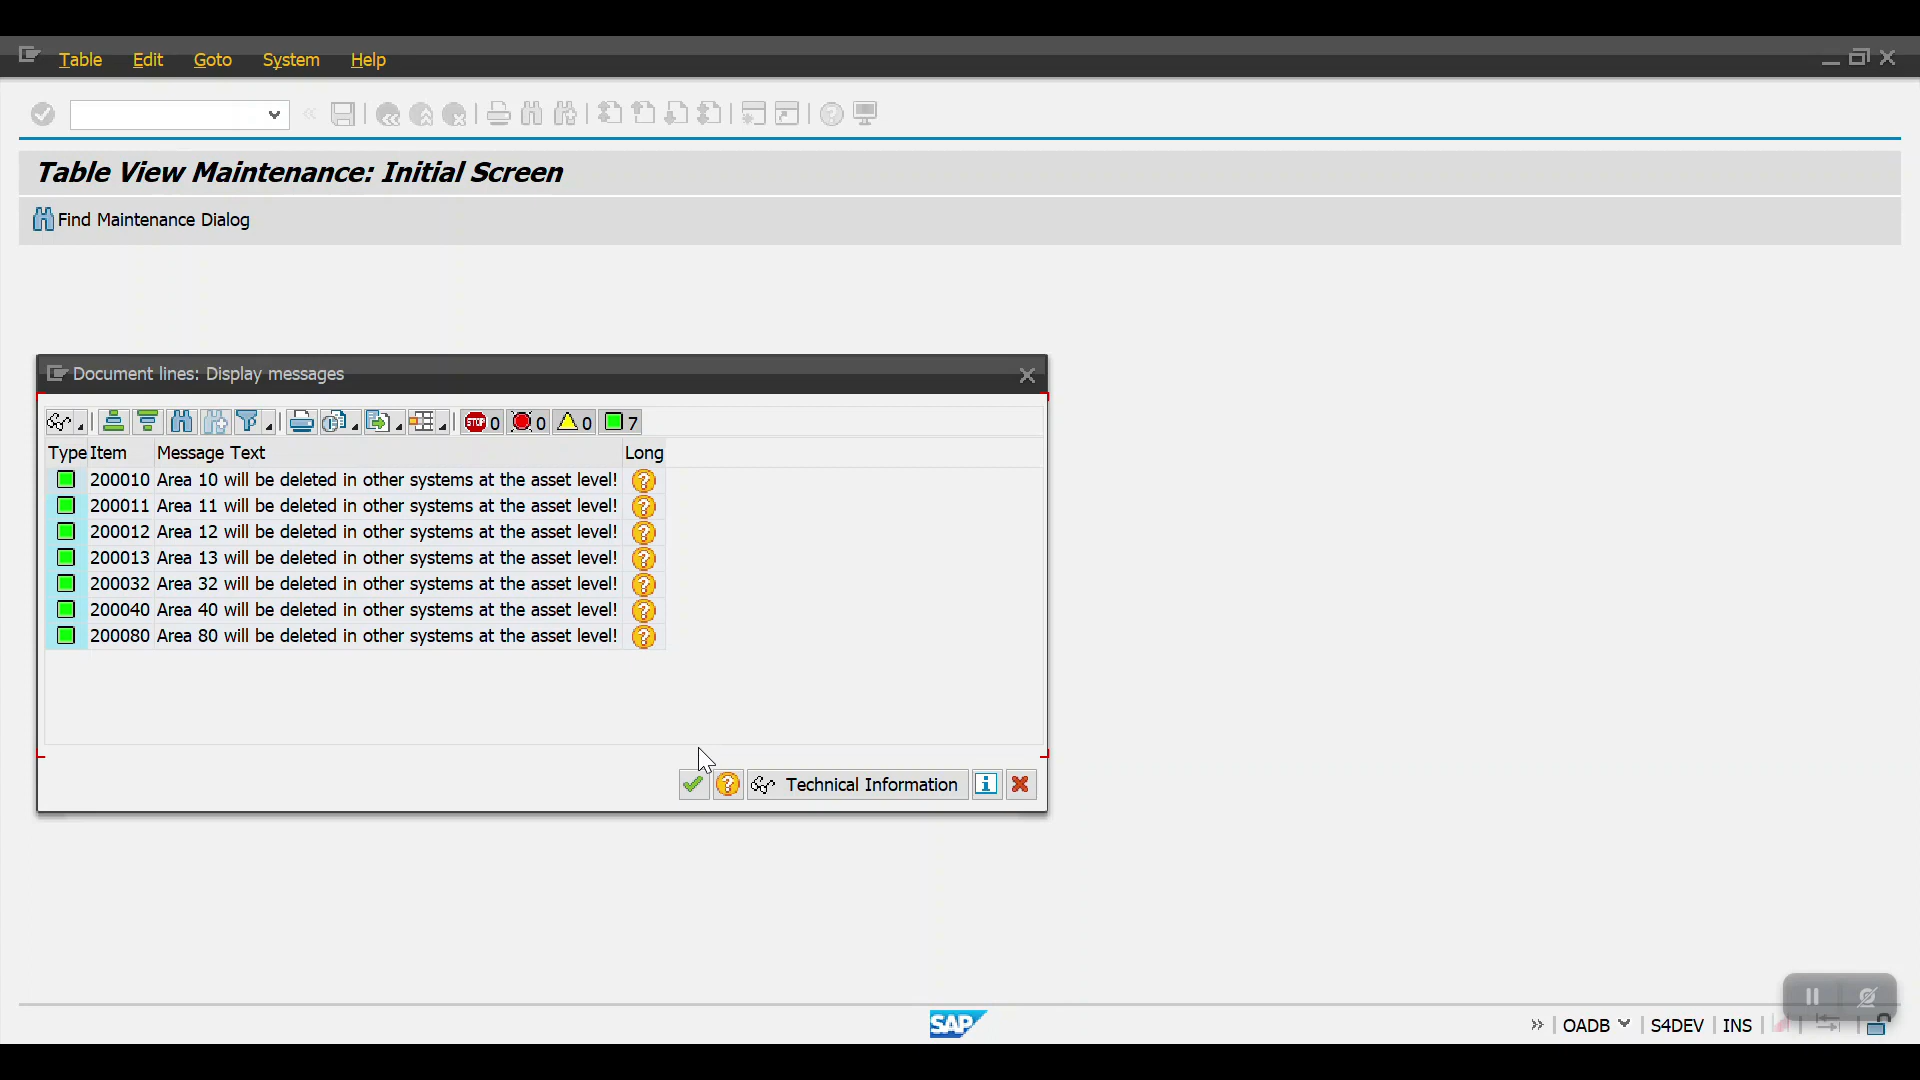 Table Edit Goto System Help
Table View Maintenance: Initial Screen
Find Maintenance Dialog
Document lines: Display messages
STOP 0 0 0 7
Type Item Message Text Long
200010 Area 10 will be deleted in other systems at the asset level!
200011 Area 11 will be deleted in other systems at the asset level!
200012 Area 12 will be deleted in other systems at the asset level!
200013 Area 13 will be deleted in other systems at the asset level!
200032 Area 32 will be deleted in other systems at the asset level!
200040 Area 40 will be deleted in other systems at the asset level!
200080 Area 80 will be deleted in other systems at the asset level!
Technical Information
SAP OADB S4DEV INS